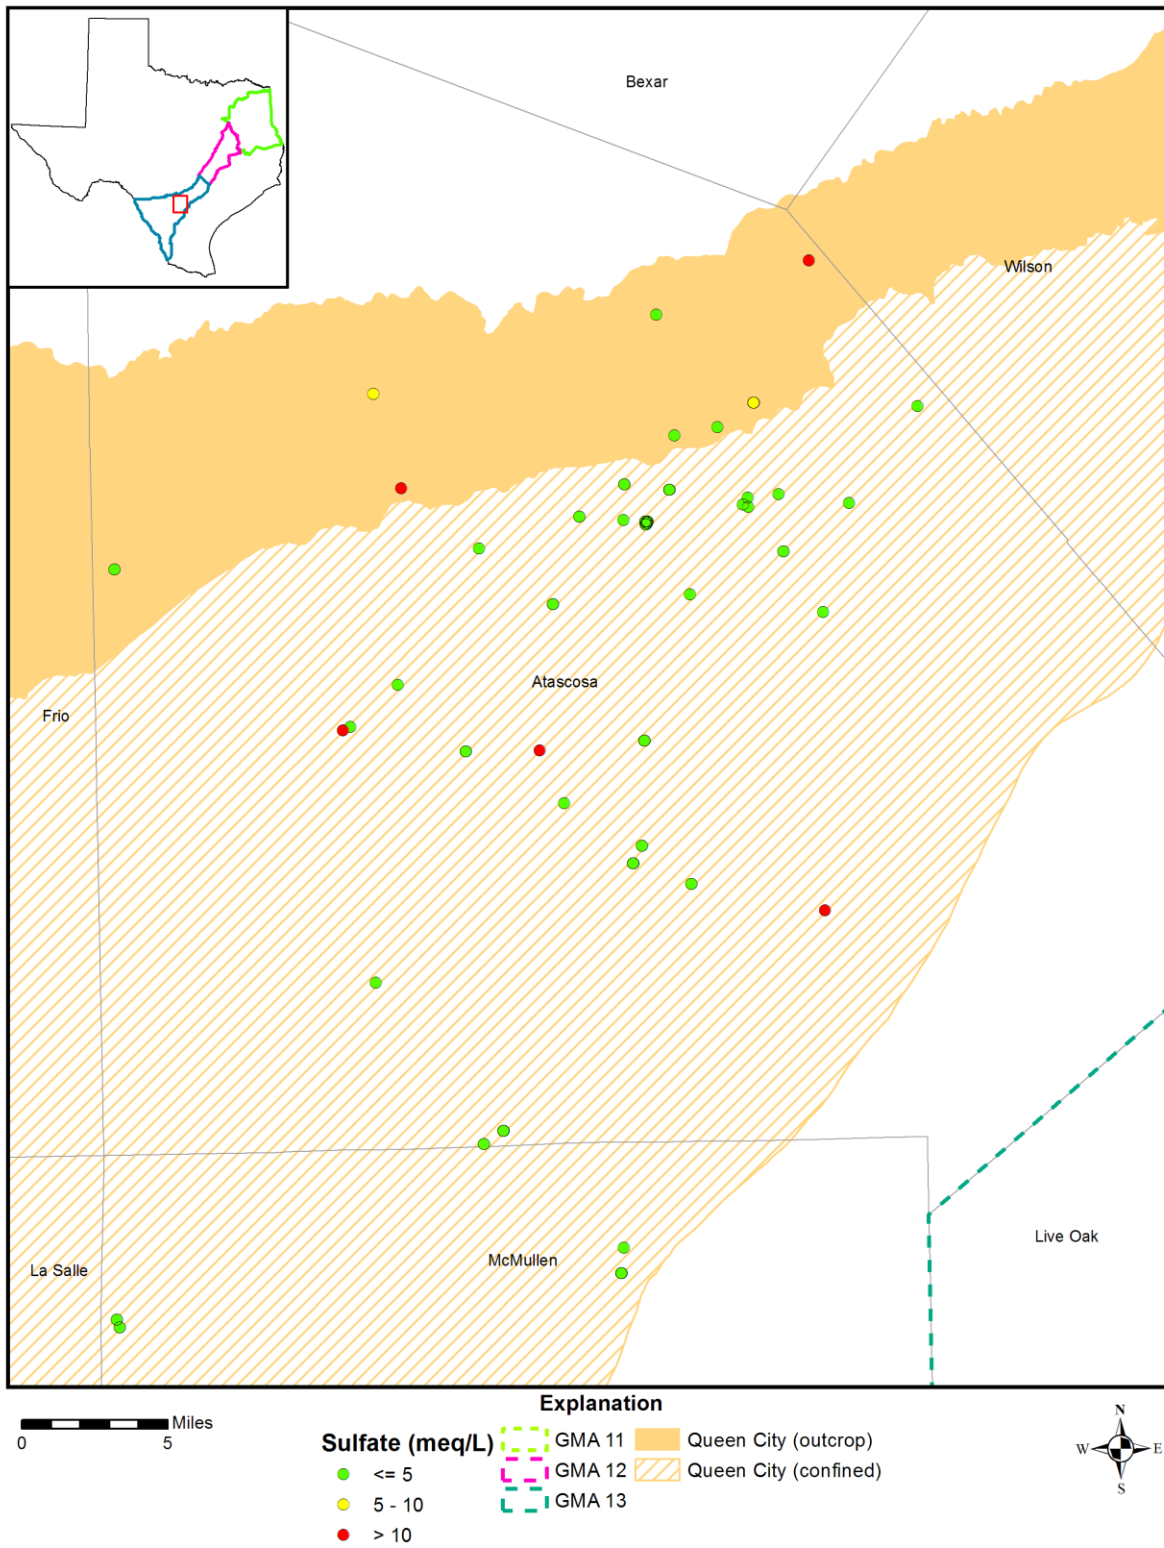 Bexar
Wilson
Atascosa
Frio
Live Oak
McMullen
La Salle
Explanation
Miles
0 5
Sulfate (meq/L)
<= 5
5 - 10
> 10
GMA 11
GMA 12
GMA 13
Queen City (outcrop)
Queen City (confined)
N
W E
S